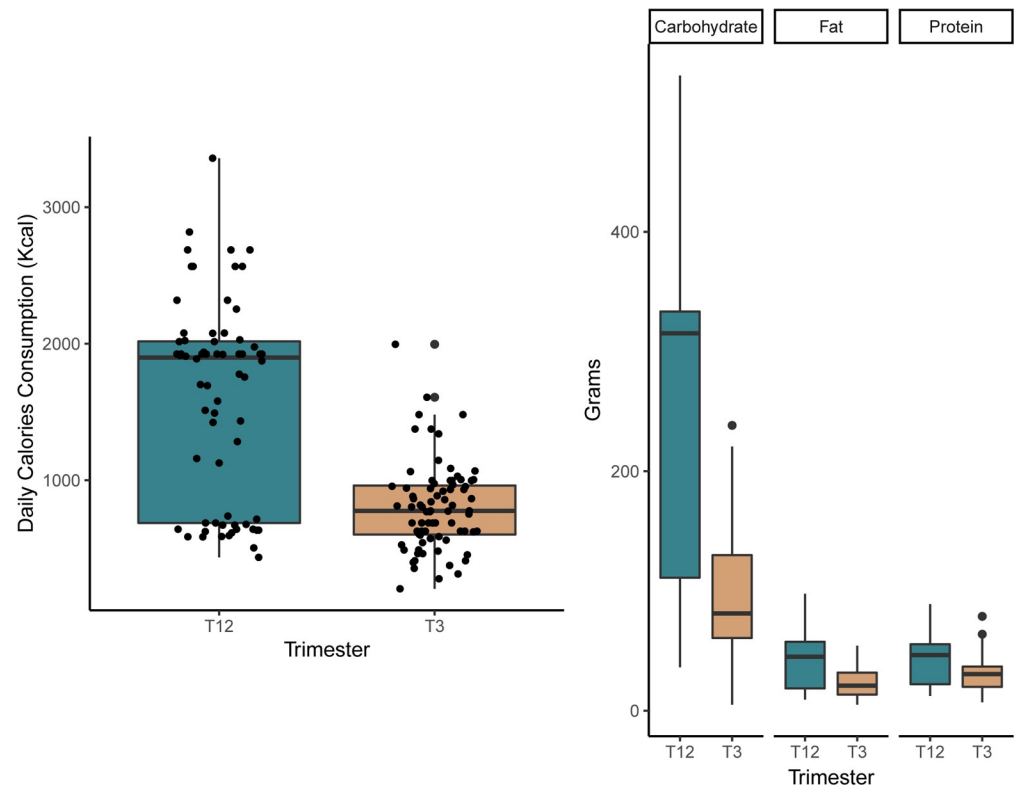 Daily Calories Consumption (Kcal)
3000
2000
1000
T12 T3
Trimester
Carbohydrate Fat Protein
Grams
400
200
0
T12 T3 T12 T3 T12 T3
Trimester